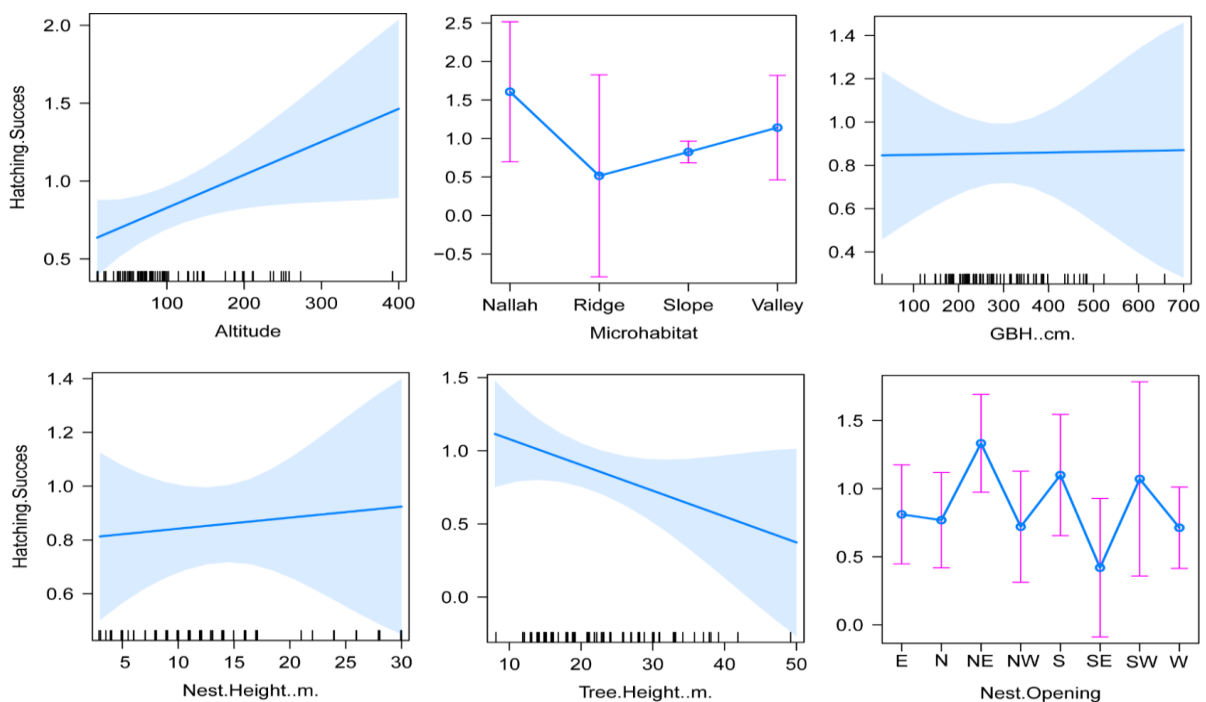 2.0
1.5
1.0
0.5
Hatching.Succes
100 200 300 400
Altitude
2.5
2.0
1.5
1.0
0.5
0.0
−0.5
Nallah Ridge Slope Valley
Microhabitat
1.4
1.2
1.0
0.8
0.6
0.4
100 200 300 400 500 600 700
GBH..cm.
1.4
1.2
1.0
0.8
0.6
Hatching.Succes
5 10 15 20 25 30
Nest.Height..m.
1.5
1.0
0.5
0.0
10 20 30 40 50
Tree.Height..m.
1.5
1.0
0.5
0.0
E N NE NW S SE SW W
Nest.Opening